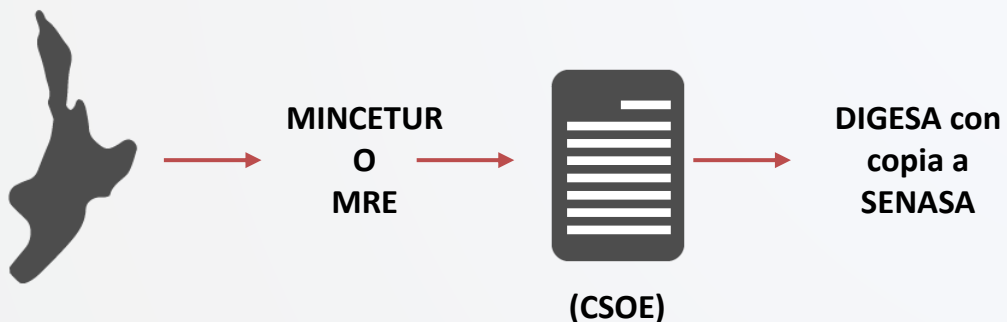 MINCETUR
O
MRE
(CSOE)
DIGESA con
copia a
SENASA